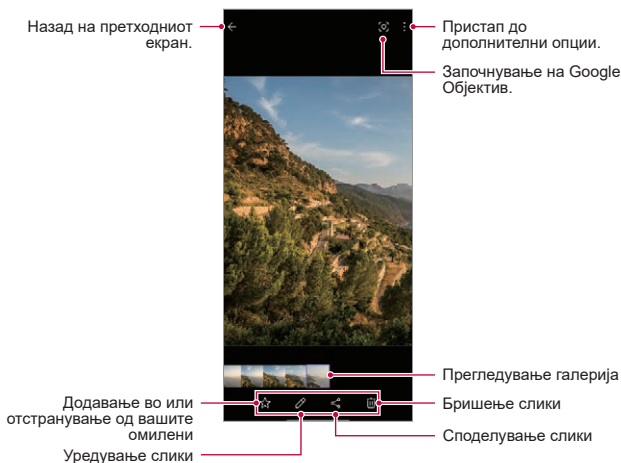 Назад на претходниот
екран.
Пристап до
дополнителни опции.
Започнување на Google
Објектив.
Прегледување галерија
Додавање во или
отстранување од вашите
омилени
Бришење слики
Споделување слики
Уредување слики